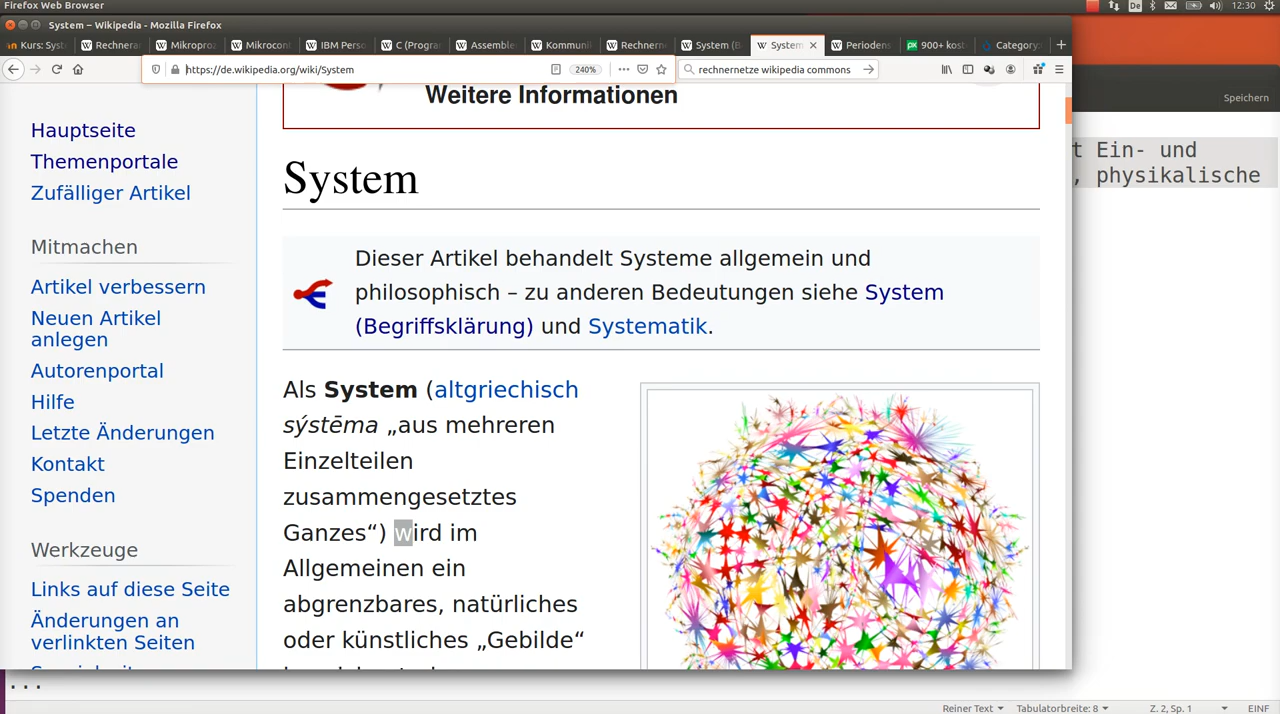 Firefox Web Browser
De
12:30
System – Wikipedia - Mozilla Firefox
Kurs: Syst
Rechnerar
Mikroproz
Mikrocont
IBM Perso
C (Progra
Assemble
Kommuni
Rechnerne
System (B
System
Periodens
900+ kost
Category:
https://de.wikipedia.org/wiki/System
240%
rechnernetze wikipedia commons
Speichern
Weitere Informationen
Hauptseite
Themenportale
Zufälliger Artikel
Mitmachen
Artikel verbessern
Neuen Artikel
anlegen
Autorenportal
Hilfe
Letzte Änderungen
Kontakt
Spenden
Werkzeuge
Links auf diese Seite
Änderungen an
verlinkten Seiten
System
Dieser Artikel behandelt Systeme allgemein und
philosophisch – zu anderen Bedeutungen siehe System
(Begriffsklärung) und Systematik.
Als System (altgriechisch
sýstēma „aus mehreren
Einzelteilen
zusammengesetztes
Ganzes“) wird im
Allgemeinen ein
abgrenzbares, natürliches
oder künstliches „Gebilde“
t Ein- und
, physikalische
...
Reiner Text
Tabulatorbreite: 8
Z. 2, Sp. 1
EINF